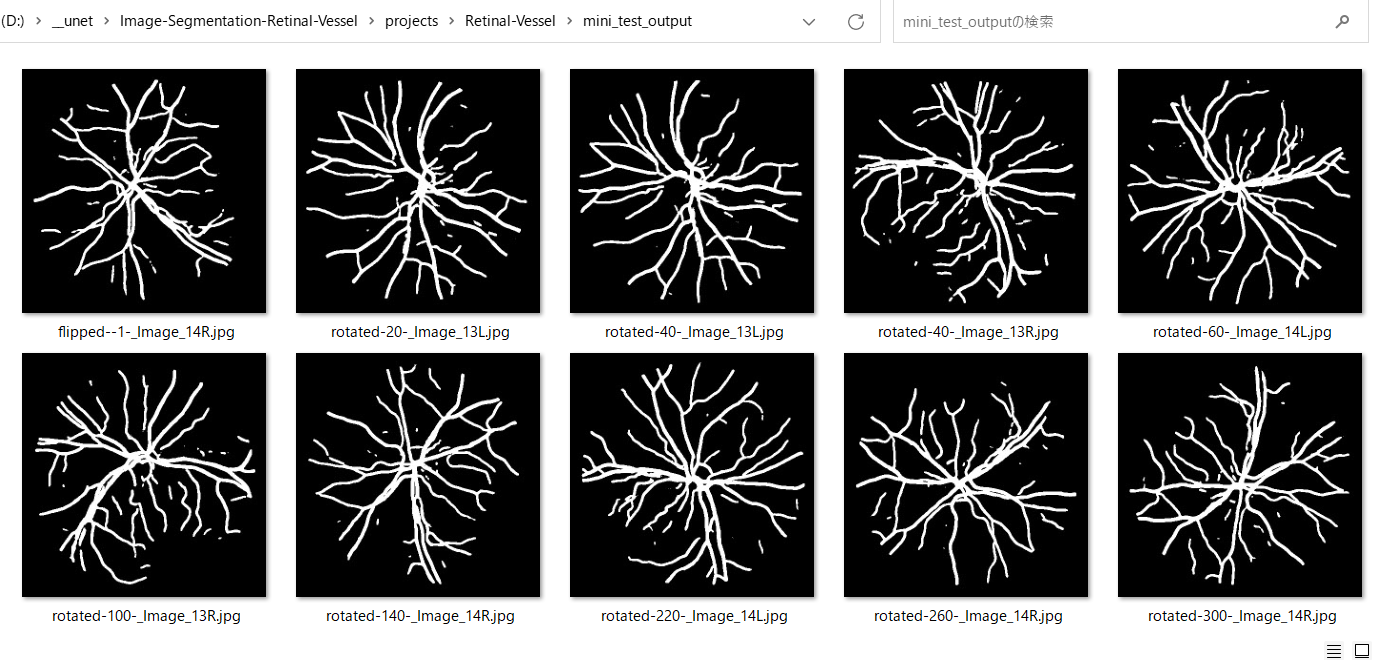 (D:) > __unet > Image-Segmentation-Retinal-Vessel > projects > Retinal-Vessel > mini_test_output
mini_test_outputの検索
flipped--1-_Image_14R.jpg
rotated-20-_Image_13L.jpg
rotated-40-_Image_13L.jpg
rotated-40-_Image_13R.jpg
rotated-60-_Image_14L.jpg
rotated-100-_Image_13R.jpg
rotated-140-_Image_14R.jpg
rotated-220-_Image_14L.jpg
rotated-260-_Image_14R.jpg
rotated-300-_Image_14R.jpg